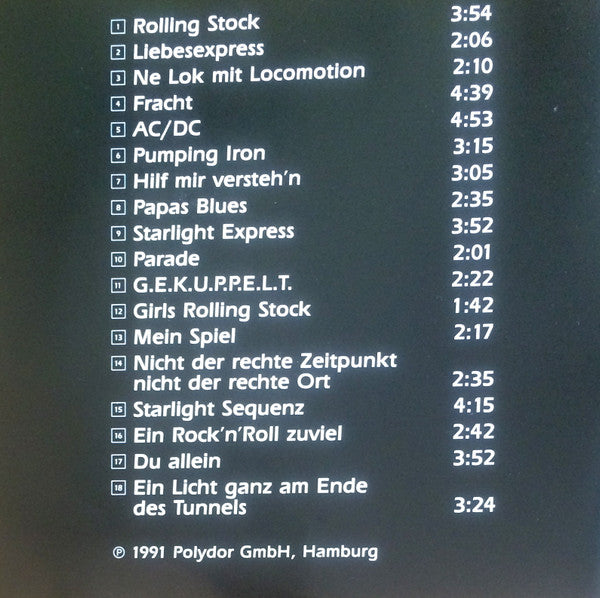 1 Rolling Stock 3:54
2 Liebesexpress 2:06
3 Ne Lok mit Locomotion 2:10
4 Fracht 4:39
5 AC/DC 4:53
6 Pumping Iron 3:15
7 Hilf mir versteh'n 3:05
8 Papas Blues 2:35
9 Starlight Express 3:52
10 Parade 2:01
11 G.E.K.U.P.P.E.L.T. 2:22
12 Girls Rolling Stock 1:42
13 Mein Spiel 2:17
14 Nicht der rechte Zeitpunkt
nicht der rechte Ort 2:35
15 Starlight Sequenz 4:15
16 Ein Rock'n'Roll zuviel 2:42
17 Du allein 3:52
18 Ein Licht ganz am Ende
des Tunnels 3:24
℗ 1991 Polydor GmbH, Hamburg